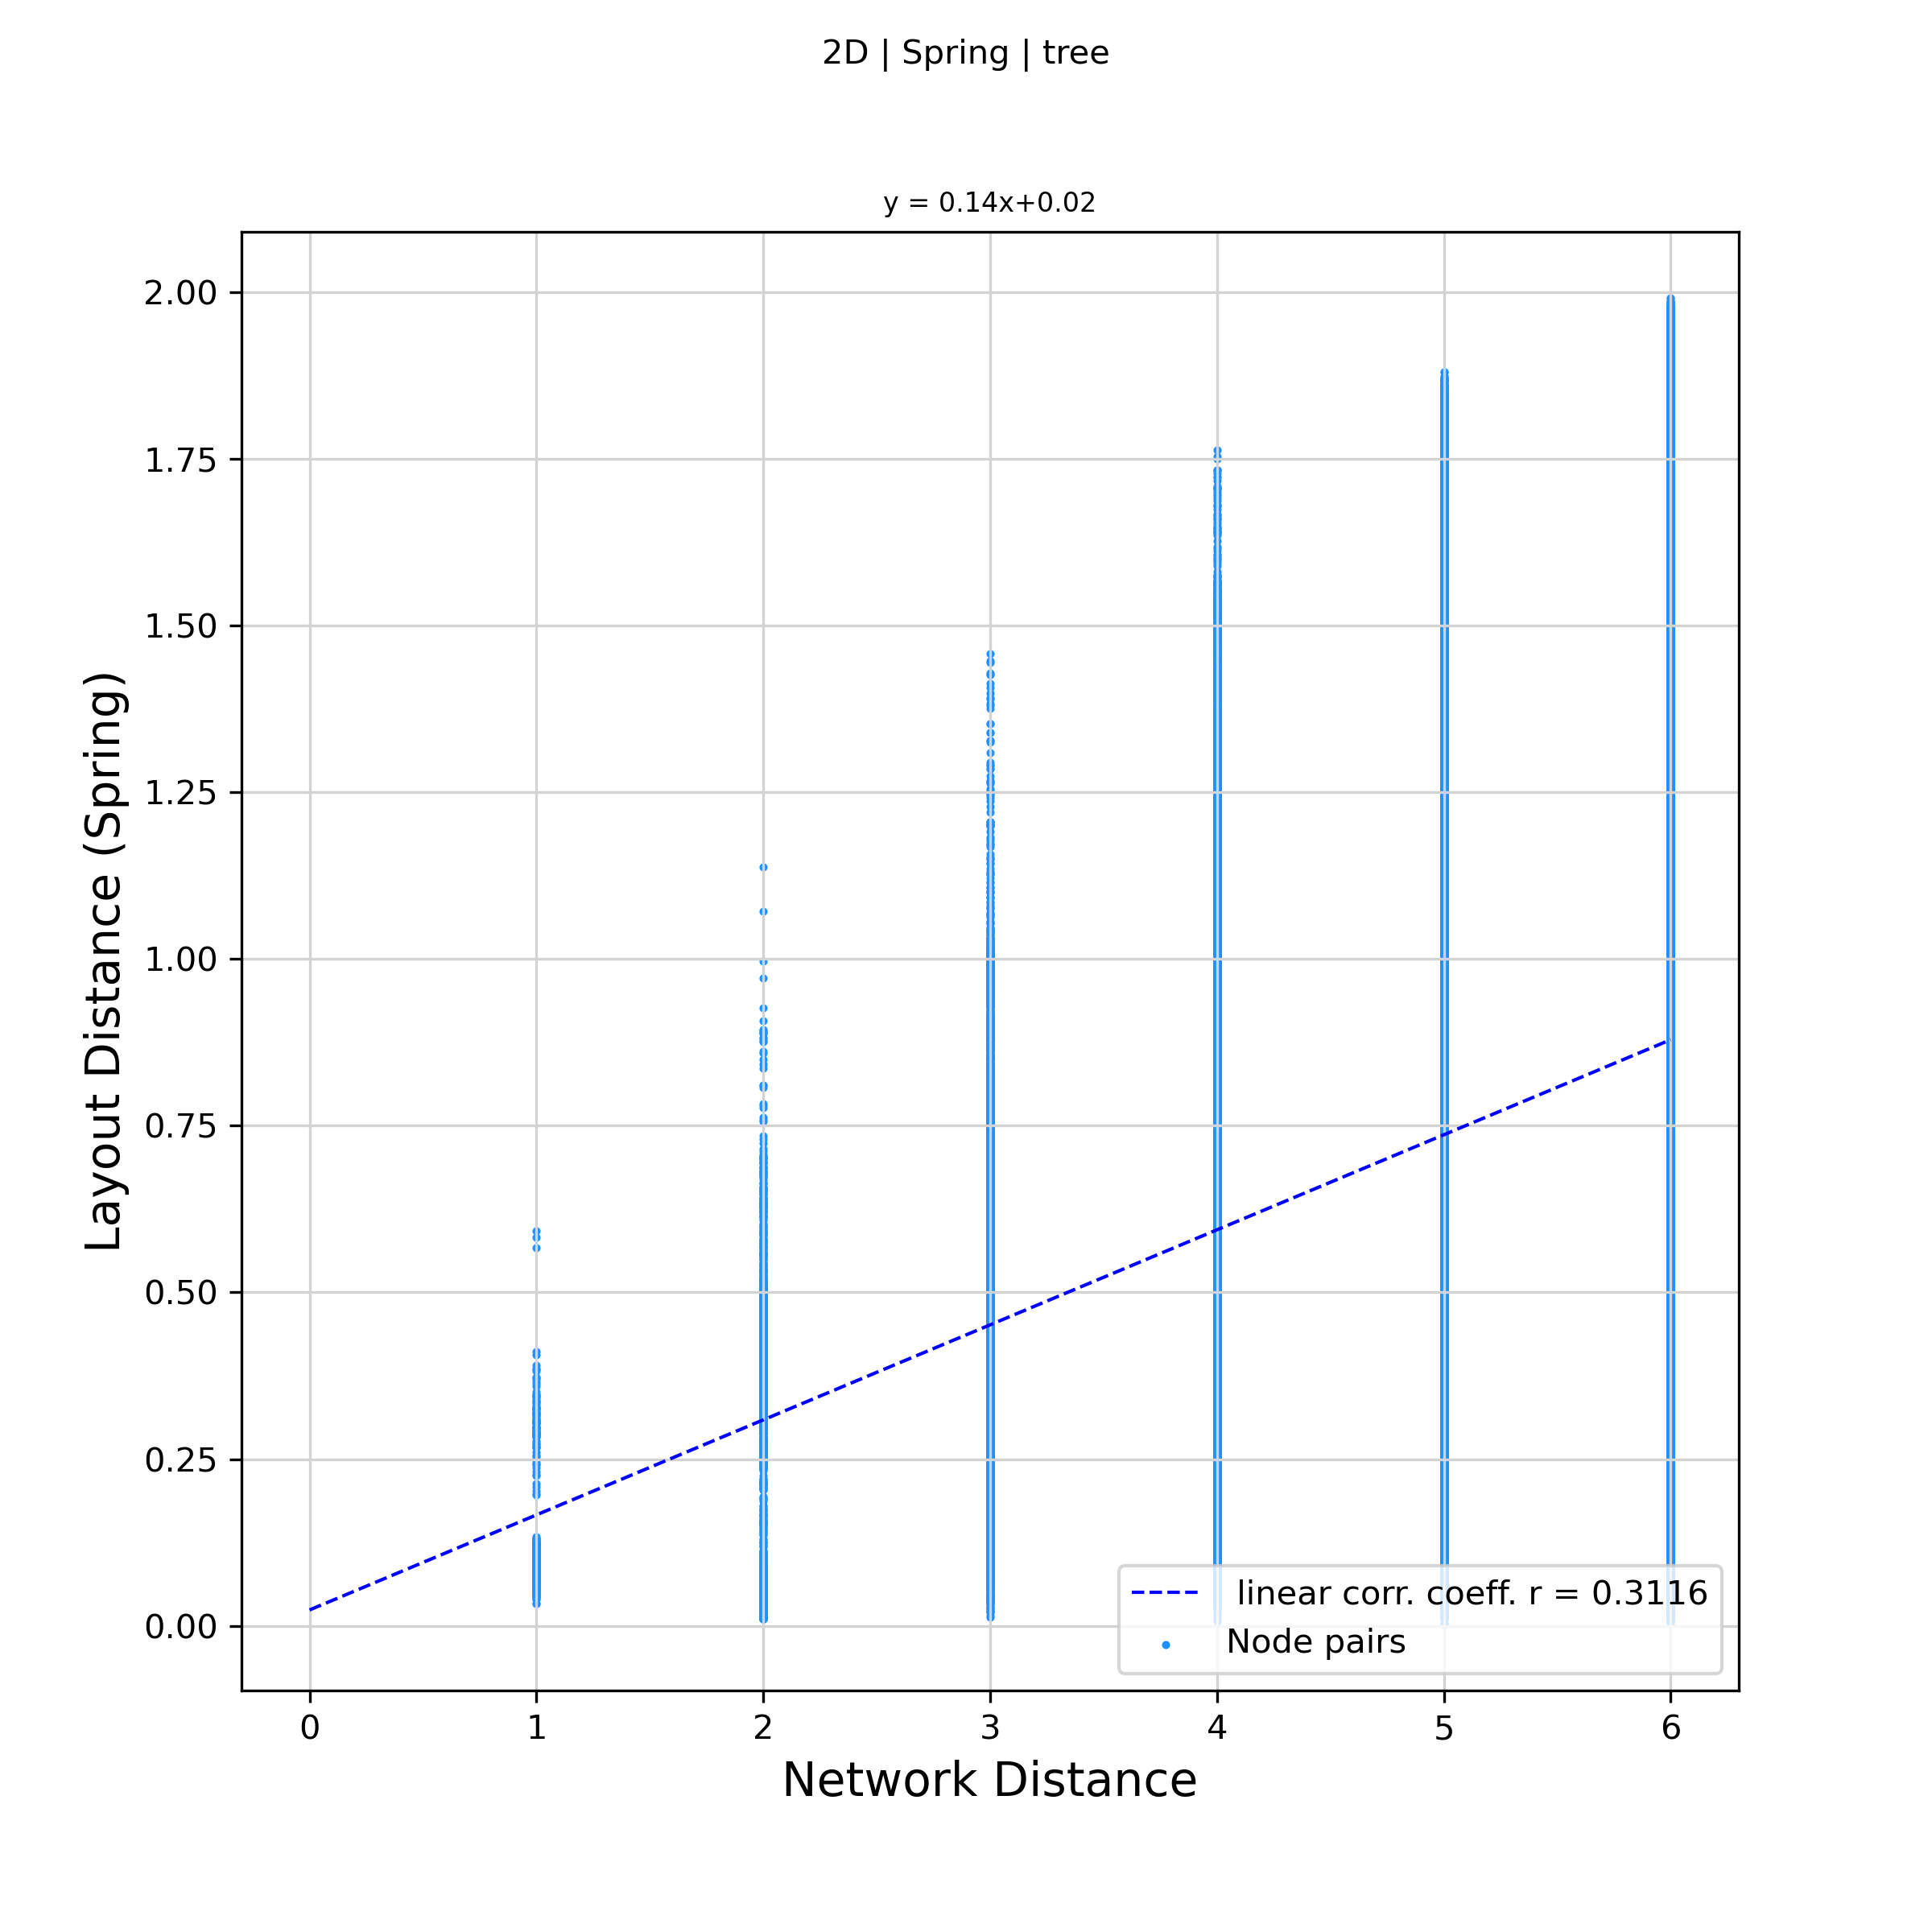 2D | Spring | tree
y = 0.14x+0.02
2.00
1.75
1.50
1.25
1.00
0.75
0.50
0.25
0.00
Layout Distance (Spring)
linear corr. coeff. r = 0.3116
Node pairs
0 1 2 3 4 5 6
Network Distance